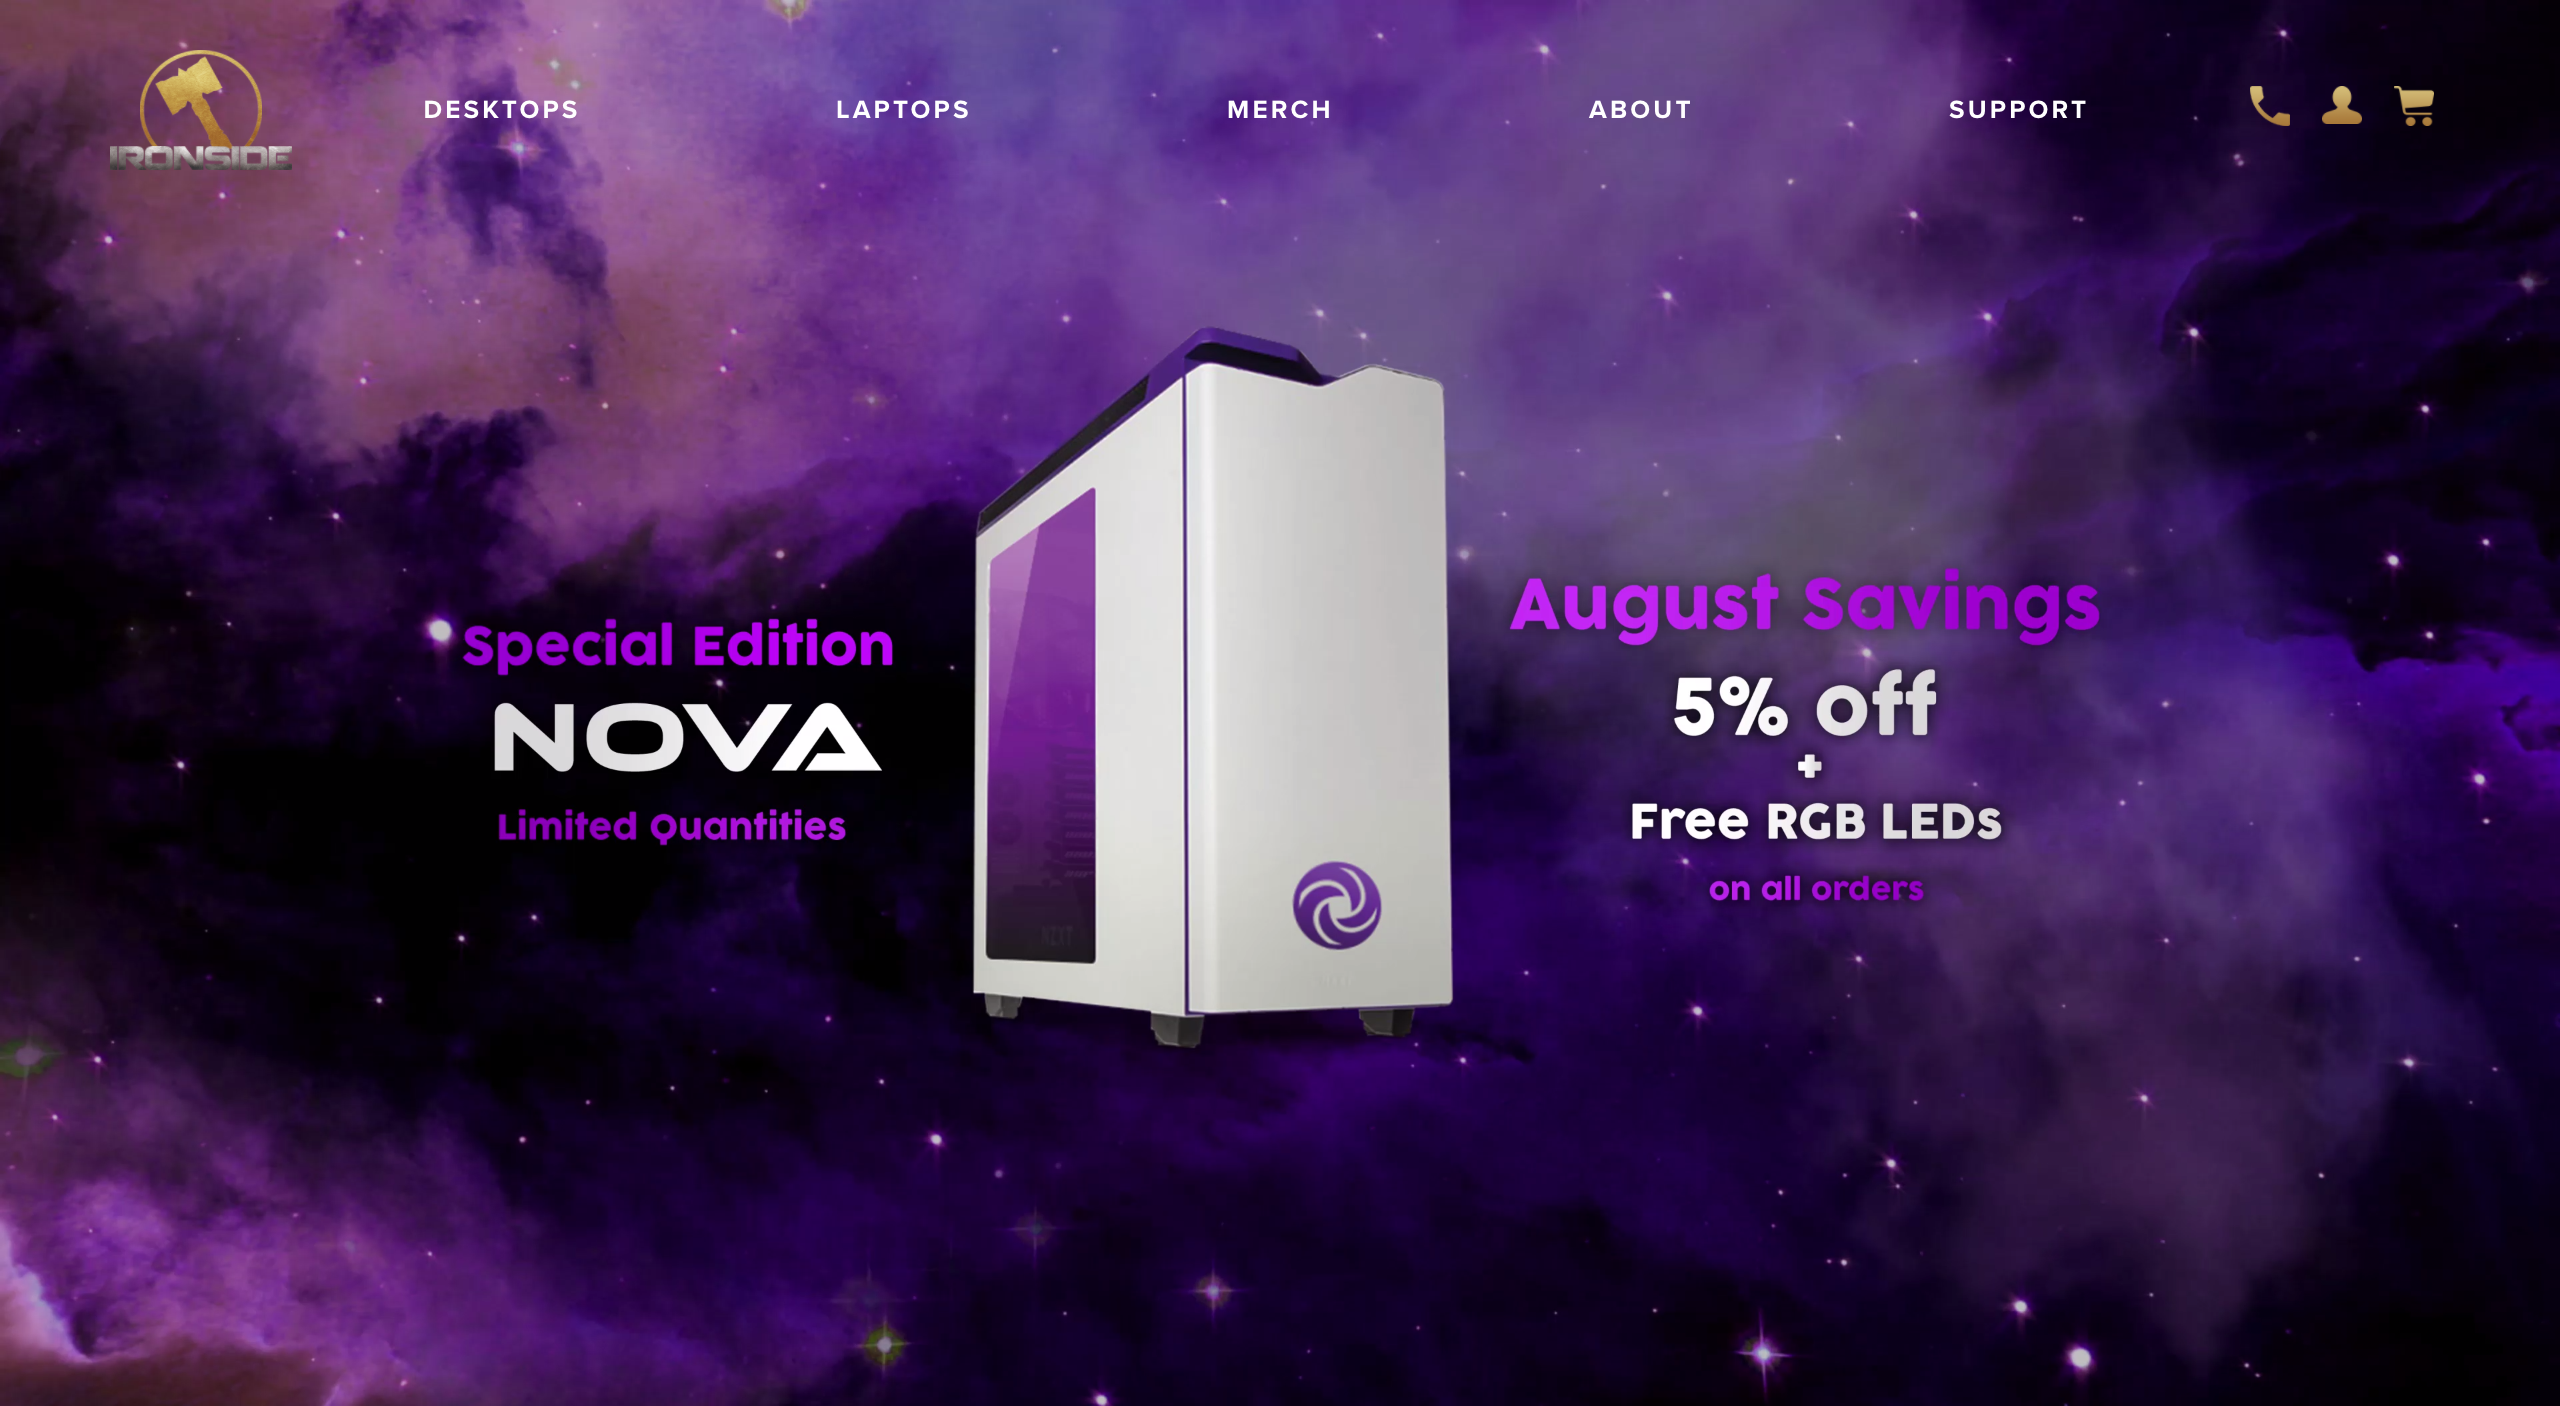 IRONSIDE
DESKTOPS
LAPTOPS
MERCH
ABOUT
SUPPORT
Special Edition
NOVA
Limited Quantities
August Savings
5% off
+
Free RGB LEDs
on all orders
NZXT